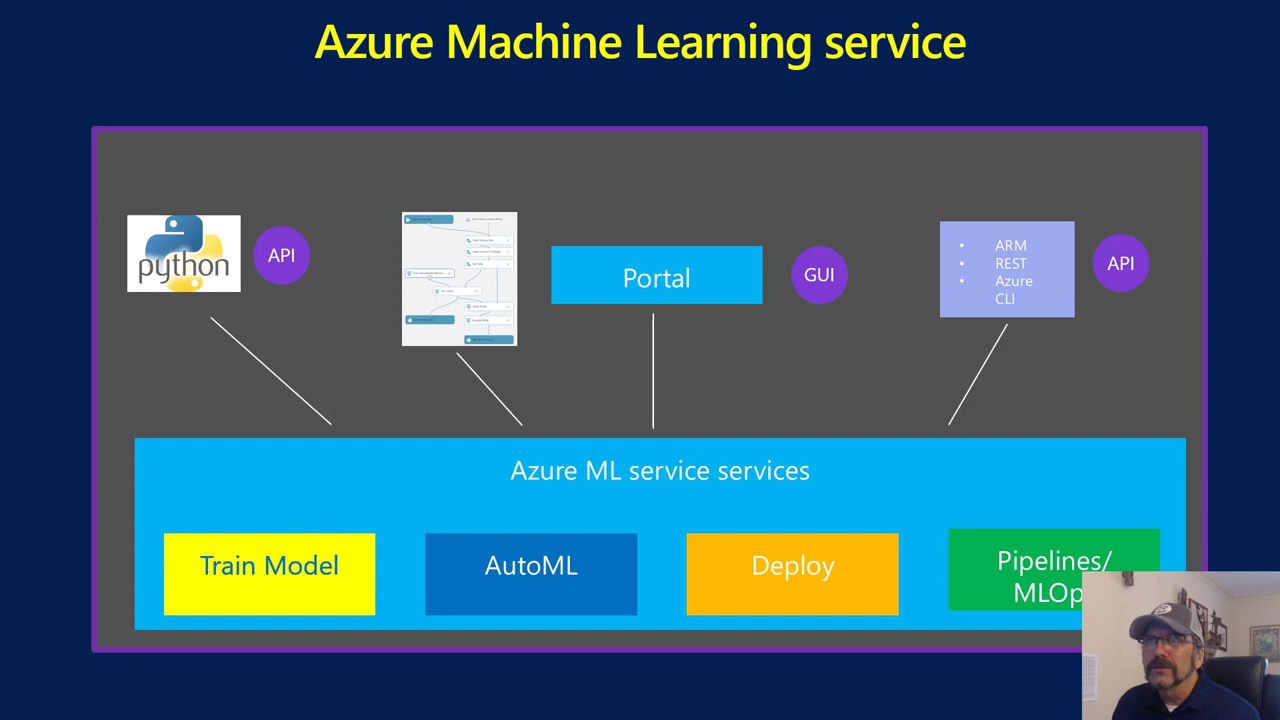 Azure Machine Learning service
python
API
Portal
GUI
• ARM
• REST
• Azure
CLI
API
Azure ML service services
Train Model
AutoML
Deploy
Pipelines/
MLOp